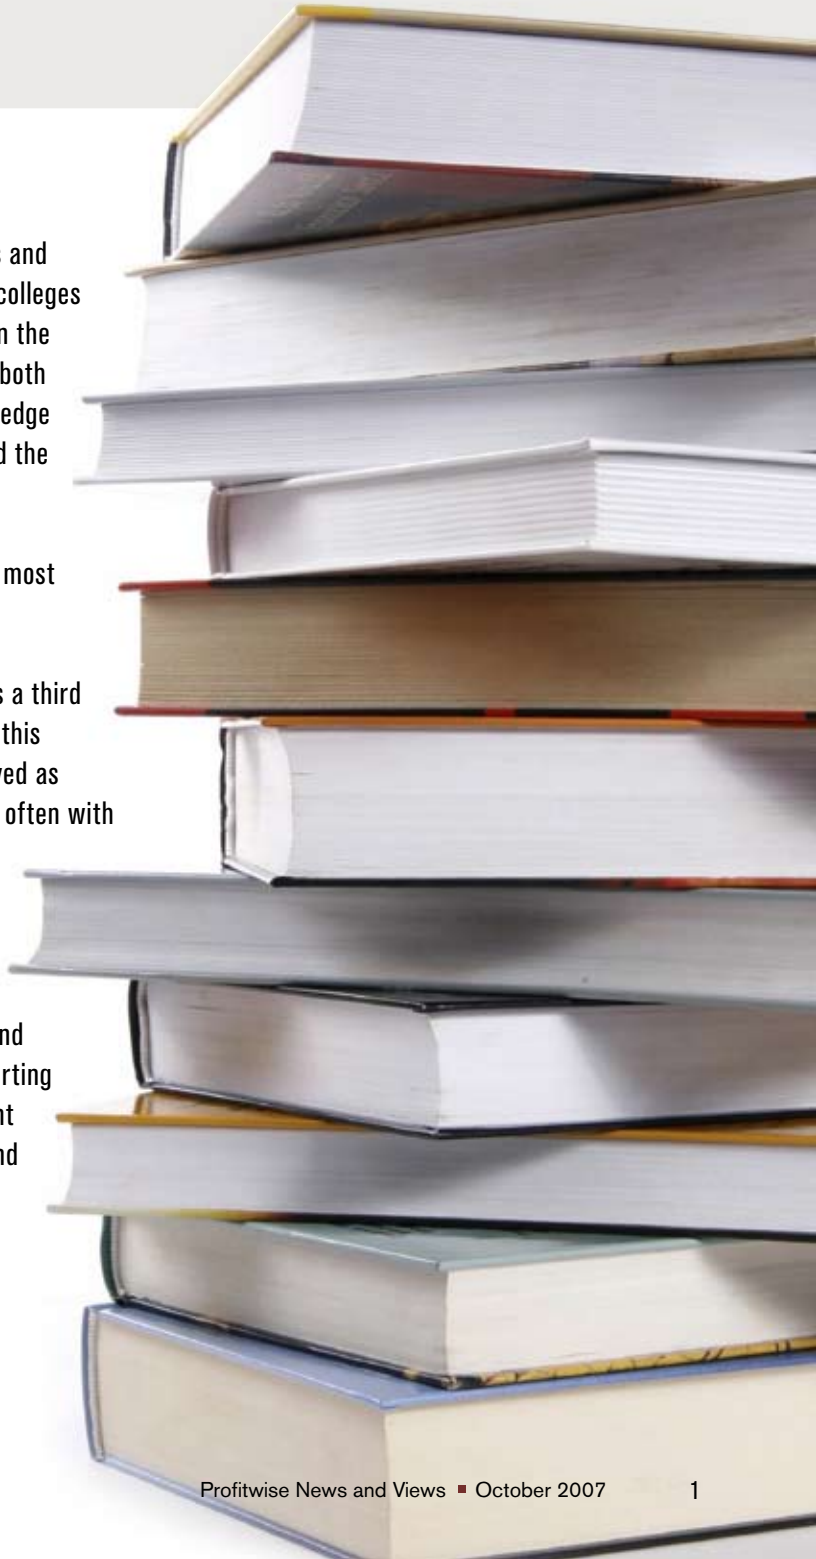 and
colleges
n the
both
edge
d the
most
s a third
this
ved as
often with
nd
rting
nt
nd
Profitwise News and Views ▪ October 2007 1